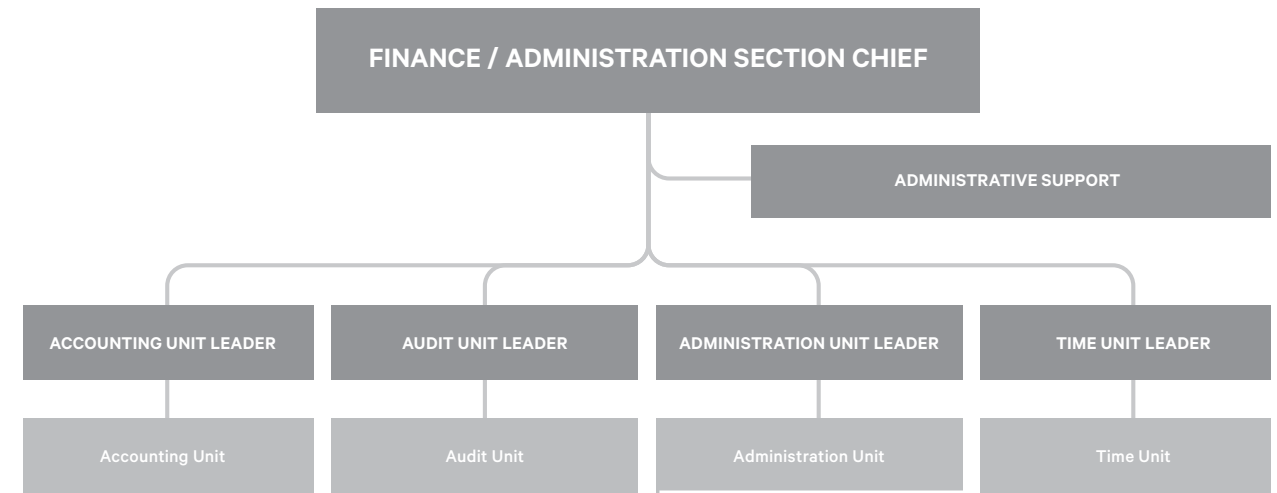 FINANCE / ADMINISTRATION SECTION CHIEF
ADMINISTRATIVE SUPPORT
ACCOUNTING UNIT LEADER
AUDIT UNIT LEADER
ADMINISTRATION UNIT LEADER
TIME UNIT LEADER
Accounting Unit
Audit Unit
Administration Unit
Time Unit